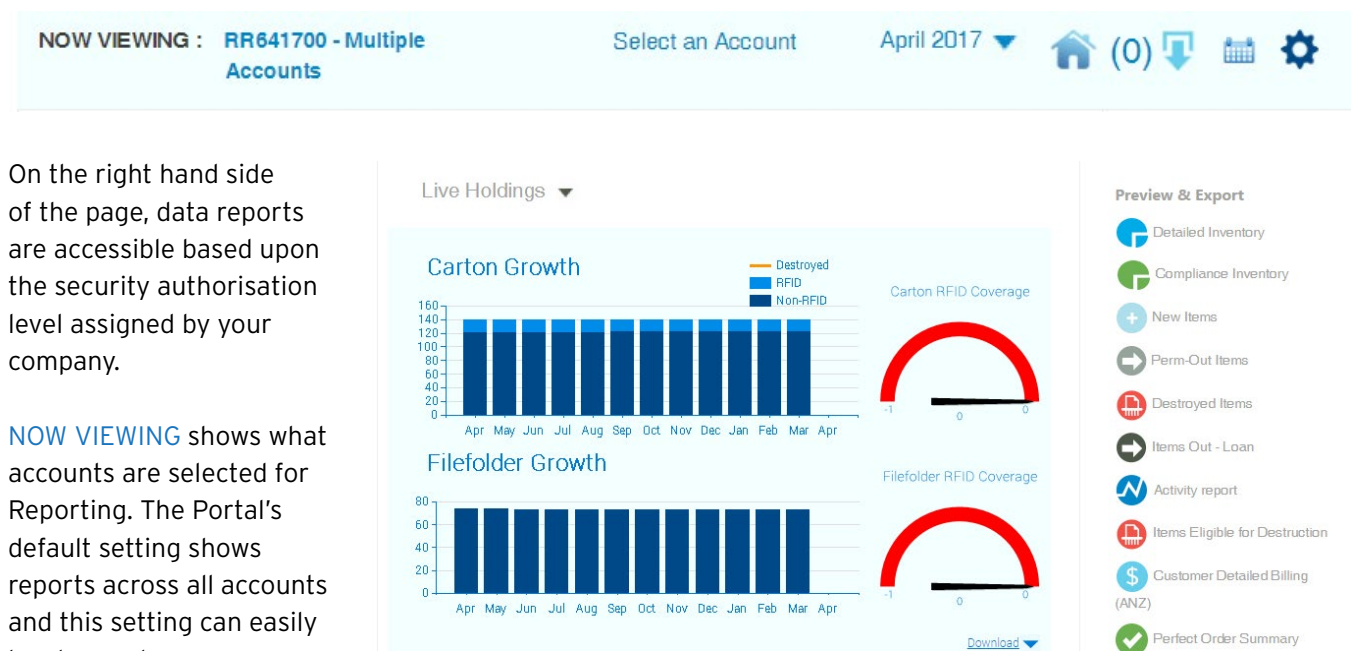 NOW VIEWING : RR641700 - Multiple
Accounts
Select an Account
April 2017
(0)
On the right hand side
of the page, data reports
are accessible based upon
the security authorisation
level assigned by your
company.
NOW VIEWING shows what
accounts are selected for
Reporting. The Portal's
default setting shows
reports across all accounts
and this setting can easily
Live Holdings
Carton Growth
Destroyed
RFID
Non-RFID
160
140
120
100
80
60
40
20
0
Apr May Jun Jul Aug Sep Oct Nov Dec Jan Feb Mar Apr
Carton RFID Coverage
-1 0 0
Filefolder Growth
80
60
40
20
0
Apr May Jun Jul Aug Sep Oct Nov Dec Jan Feb Mar Apr
Filefolder RFID Coverage
-1 0 0
Download
Preview & Export
Detailed Inventory
Compliance Inventory
New Items
Perm-Out Items
Destroyed Items
Items Out - Loan
Activity report
Items Eligible for Destruction
$ Customer Detailed Billing
(ANZ)
Perfect Order Summary